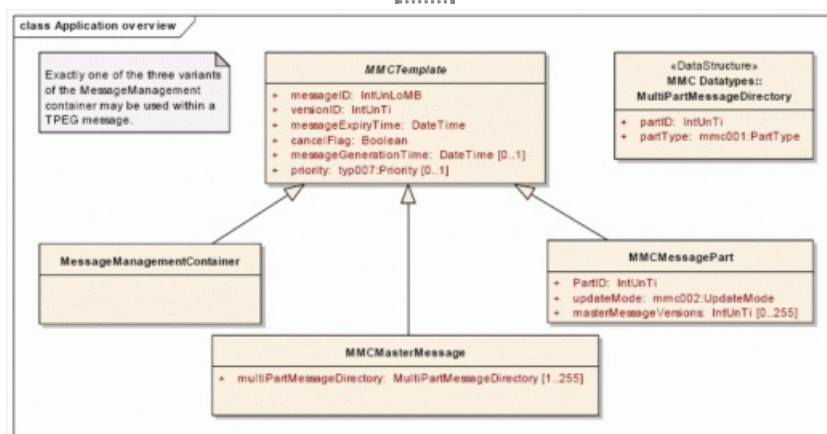 class Application overview
Exactly one of the three variants
of the MessageManagement
container may be used within a
TPEG message.
MMCTemplate
+ messageID: IntUnLoMB
+ versionID: IntUnTi
+ messageExpiryTime: DateTime
+ cancelFlag: Boolean
+ messageGenerationTime: DateTime [0..1]
+ priority: typ007:Priority [0..1]
«DataStructure»
MMC Datatypes::
MultiPartMessageDirectory
+ partID: IntUnTi
+ partType: mmc001:PartType
MessageManagementContainer
MMCMessagePart
+ PartID: IntUnTi
+ updateMode: mmc002:UpdateMode
+ masterMessageVersions: IntUnTi [0..255]
MMCMasterMessage
+ multiPartMessageDirectory: MultiPartMessageDirectory [1..255]